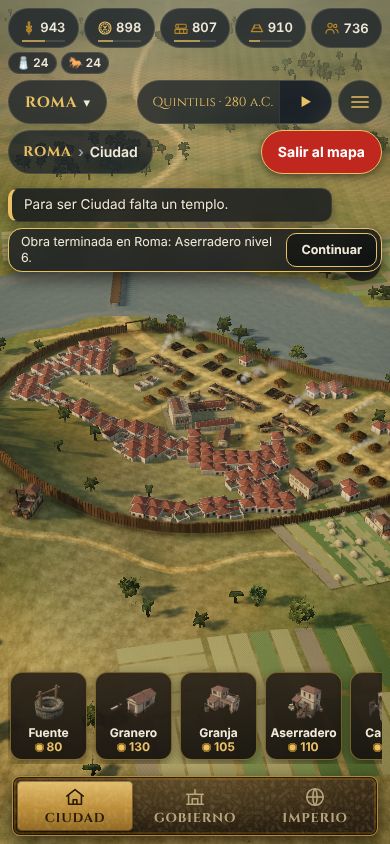 943 898 807 910 736
24 24
ROMA ▾ QUINTILIS · 280 A.C.
ROMA › Ciudad Salir al mapa
Para ser Ciudad falta un templo.
Obra terminada en Roma: Aserradero nivel
6.
Continuar
Fuente Granero Granja Aserradero Ca
80 130 105 110
CIUDAD GOBIERNO IMPERIO